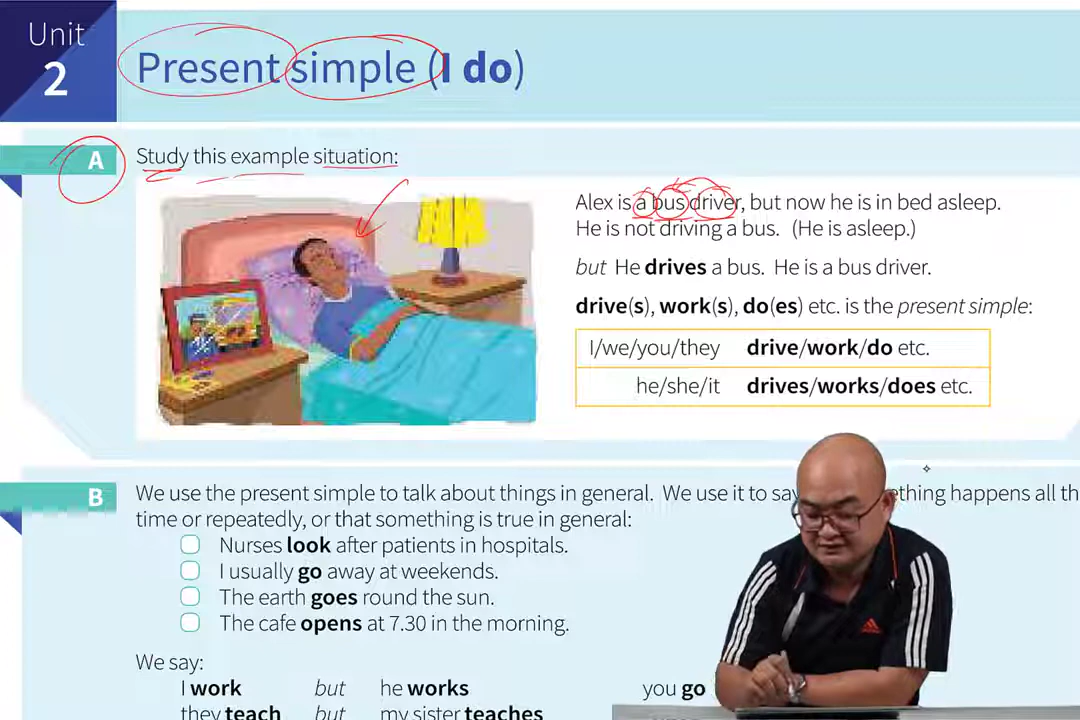 Unit
2
Present simple (I do)
A
Study this example situation:
Alex is a bus driver, but now he is in bed asleep.
He is not driving a bus. (He is asleep.)
but He drives a bus. He is a bus driver.
drive(s), work(s), do(es) etc. is the present simple:
I/we/you/they drive/work/do etc.
he/she/it drives/works/does etc.
B
We use the present simple to talk about things in general. We use it to say ething happens all th
time or repeatedly, or that something is true in general:
Nurses look after patients in hospitals.
I usually go away at weekends.
The earth goes round the sun.
The cafe opens at 7.30 in the morning.
We say:
I work but he works you go
they teach but my sister teaches